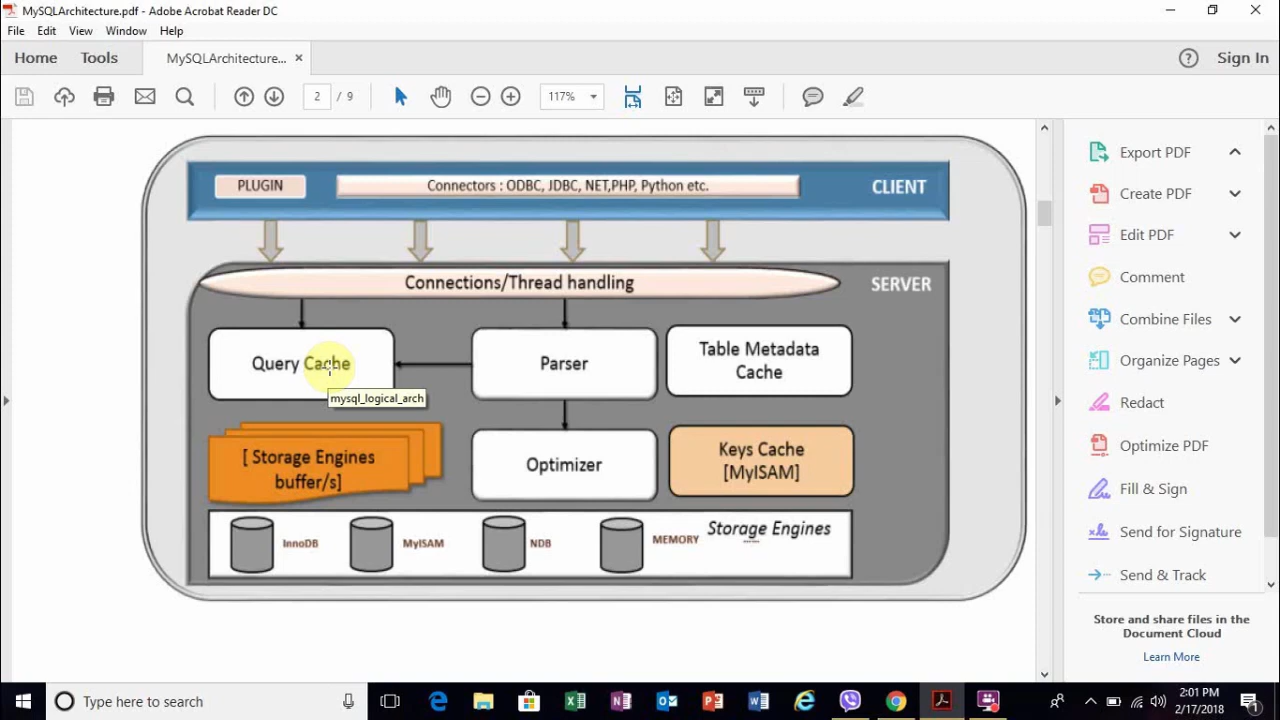 MySQLArchitecture.pdf - Adobe Acrobat Reader DC
File Edit View Window Help
Home Tools MySQLArchitecture... × Sign In
2 / 9 117%
PLUGIN Connectors : ODBC, JDBC, NET,PHP, Python etc. CLIENT
Connections/Thread handling SERVER
Query Cache
Parser
Table Metadata
Cache
mysql_logical_arch
[ Storage Engines
buffer/s]
Optimizer
Keys Cache
[MyISAM]
InnoDB MyISAM NDB MEMORY Storage Engines
Export PDF
Create PDF
Edit PDF
Comment
Combine Files
Organize Pages
Redact
Optimize PDF
Fill & Sign
Send for Signature
Send & Track
Store and share files in the
Document Cloud
Learn More
Type here to search
2:01 PM
2/17/2018
1